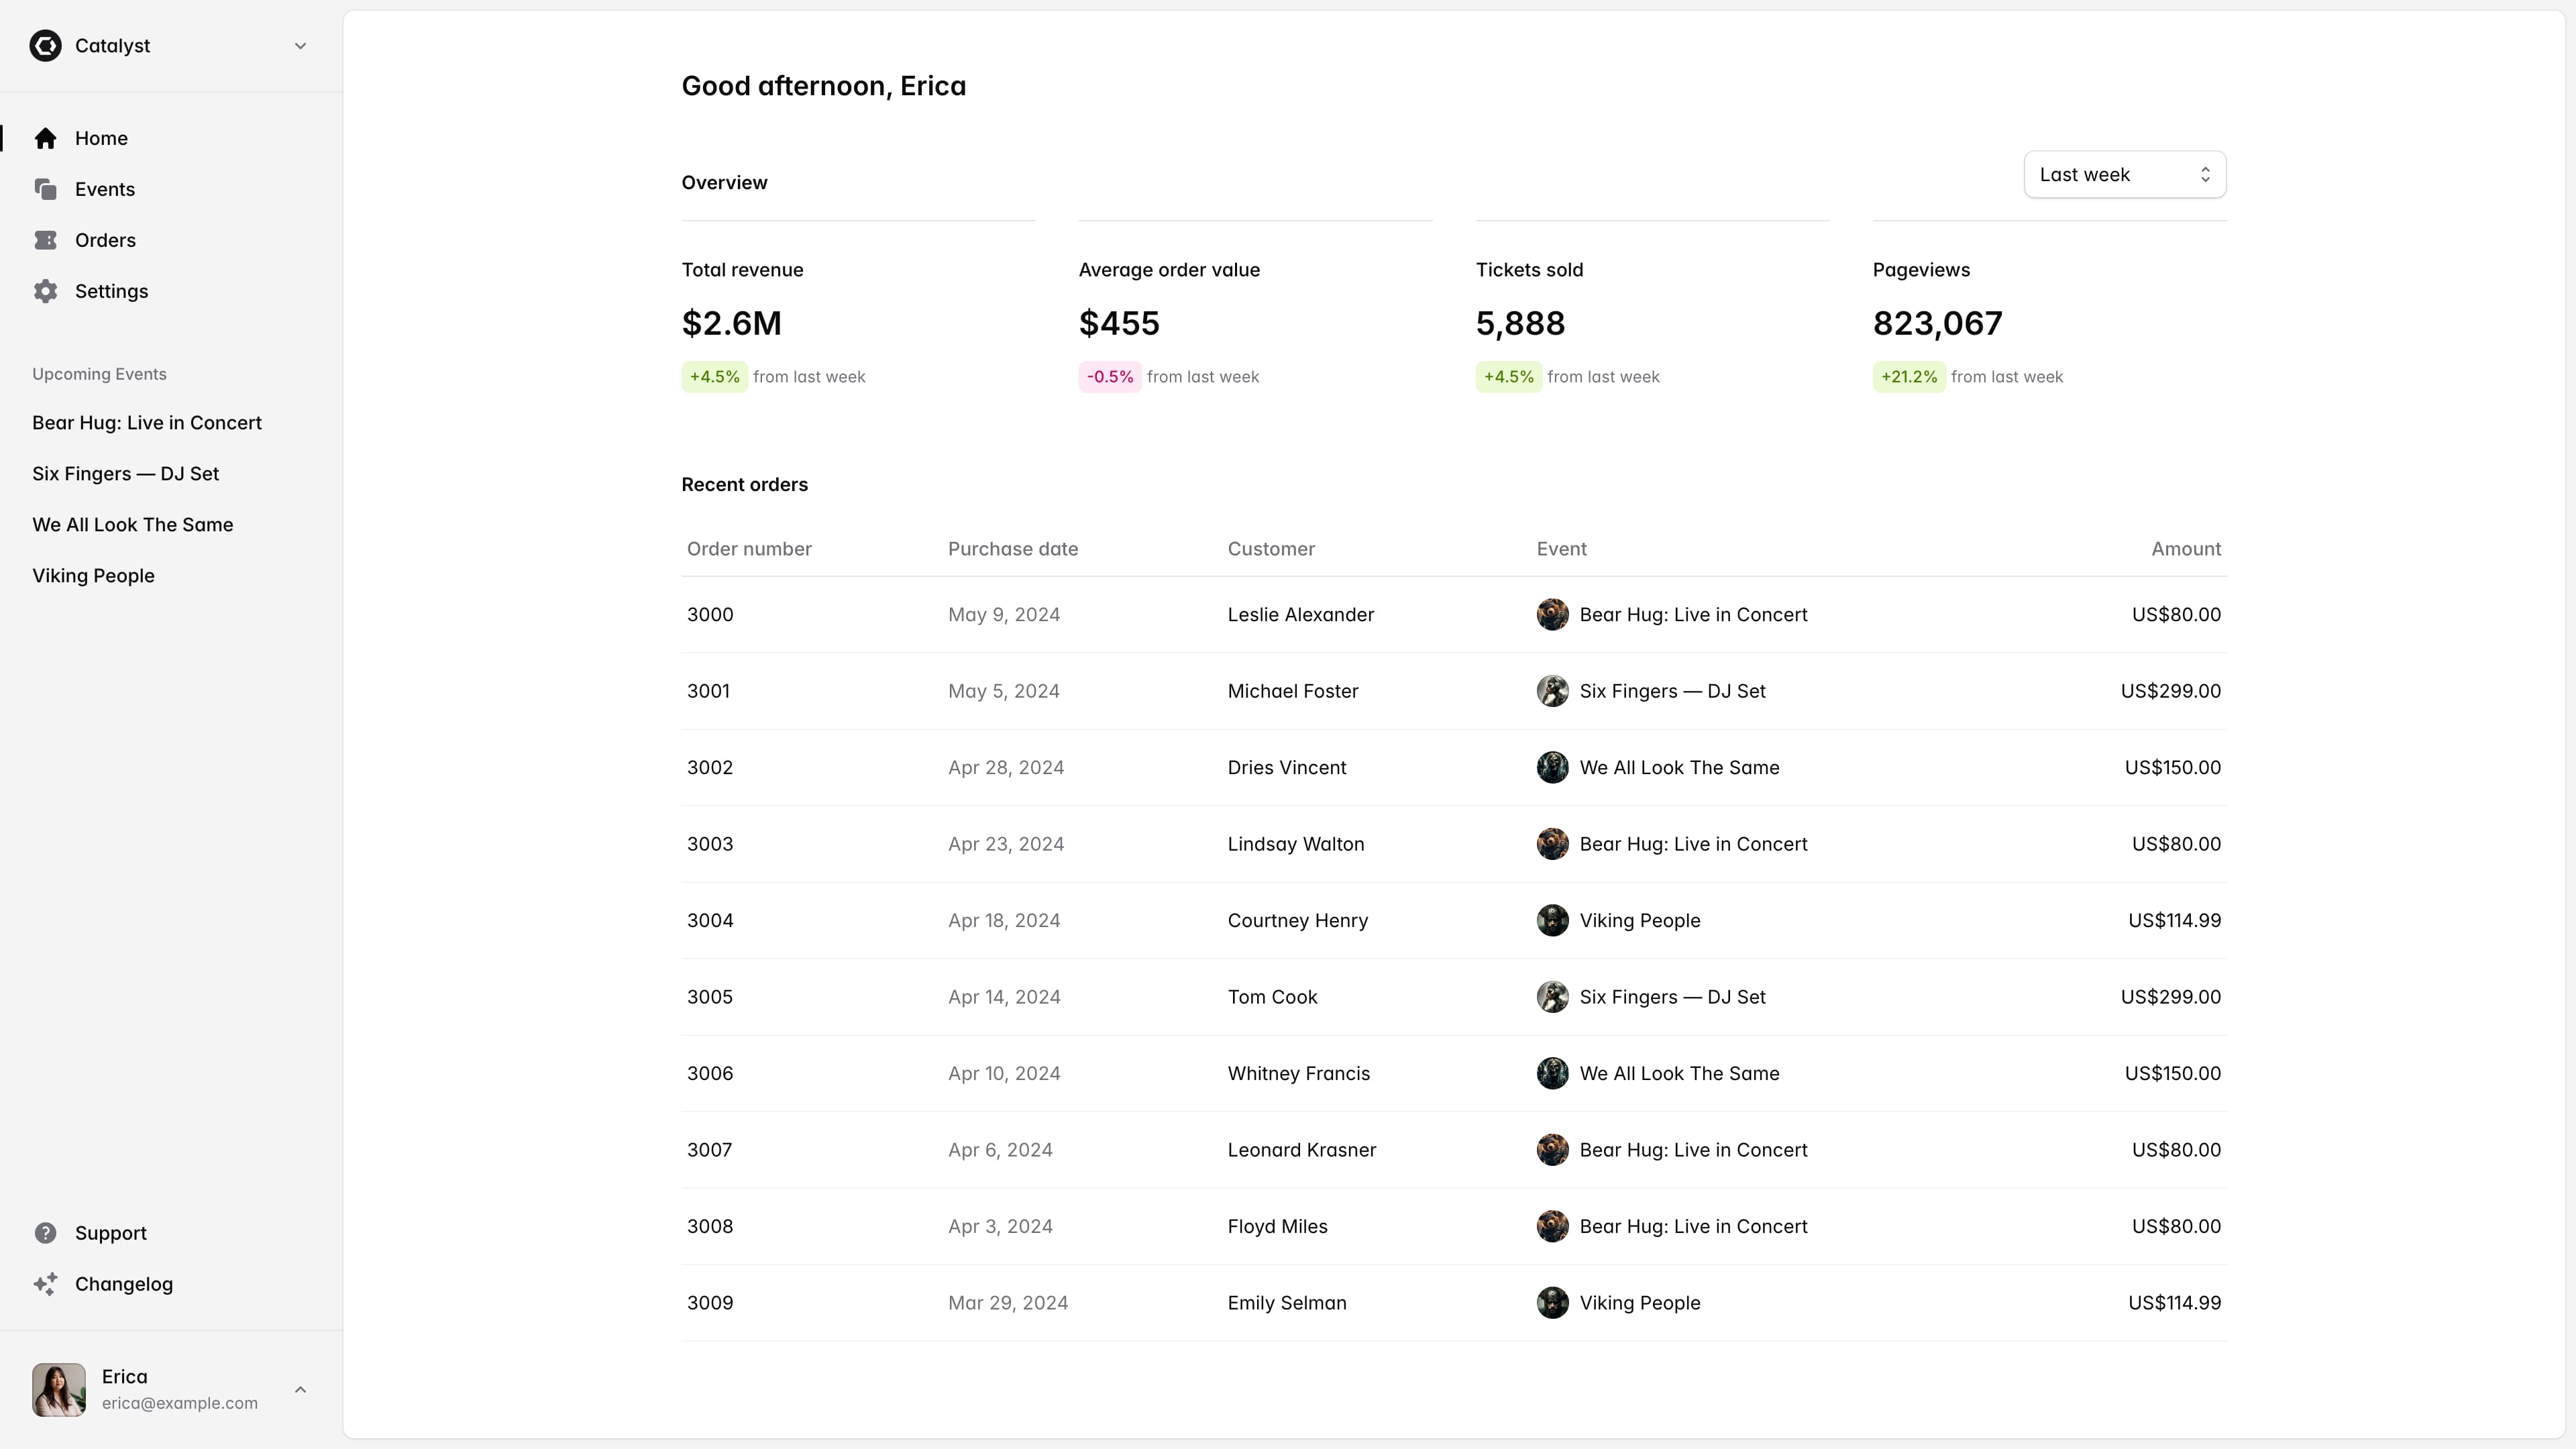 Catalyst
Home
Events
Orders
Settings
Upcoming Events
Bear Hug: Live in Concert
Six Fingers — DJ Set
We All Look The Same
Viking People
Support
Changelog
Erica
erica@example.com
Good afternoon, Erica
Overview
Last week
Total revenue
$2.6M
+4.5% from last week
Average order value
$455
-0.5% from last week
Tickets sold
5,888
+4.5% from last week
Pageviews
823,067
+21.2% from last week
Recent orders
Order number Purchase date Customer Event Amount
3000 May 9, 2024 Leslie Alexander Bear Hug: Live in Concert US$80.00
3001 May 5, 2024 Michael Foster Six Fingers — DJ Set US$299.00
3002 Apr 28, 2024 Dries Vincent We All Look The Same US$150.00
3003 Apr 23, 2024 Lindsay Walton Bear Hug: Live in Concert US$80.00
3004 Apr 18, 2024 Courtney Henry Viking People US$114.99
3005 Apr 14, 2024 Tom Cook Six Fingers — DJ Set US$299.00
3006 Apr 10, 2024 Whitney Francis We All Look The Same US$150.00
3007 Apr 6, 2024 Leonard Krasner Bear Hug: Live in Concert US$80.00
3008 Apr 3, 2024 Floyd Miles Bear Hug: Live in Concert US$80.00
3009 Mar 29, 2024 Emily Selman Viking People US$114.99